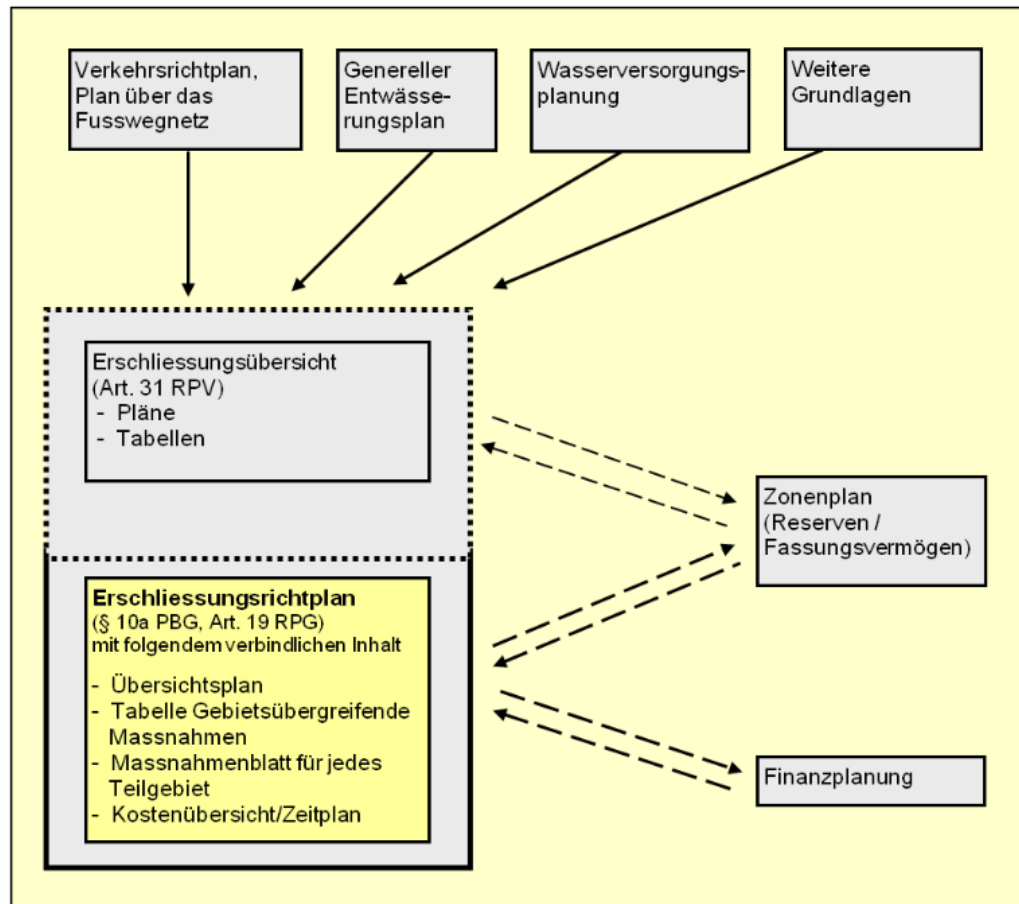 Verkehrsrichtplan,
Plan über das
Fusswegnetz
Genereller
Entwässe-
rungsplan
Wasserversorgungs-
planung
Weitere
Grundlagen
Erschliessungsübersicht
(Art. 31 RPV)
- Pläne
- Tabellen
Zonenplan
(Reserven /
Fassungsvermögen)
Erschliessungsrichtplan
(§ 10a PBG, Art. 19 RPG)
mit folgendem verbindlichen Inhalt
- Übersichtsplan
- Tabelle Gebietsübergreifende
Massnahmen
- Massnahmenblatt für jedes
Teilgebiet
- Kostenübersicht/Zeitplan
Finanzplanung